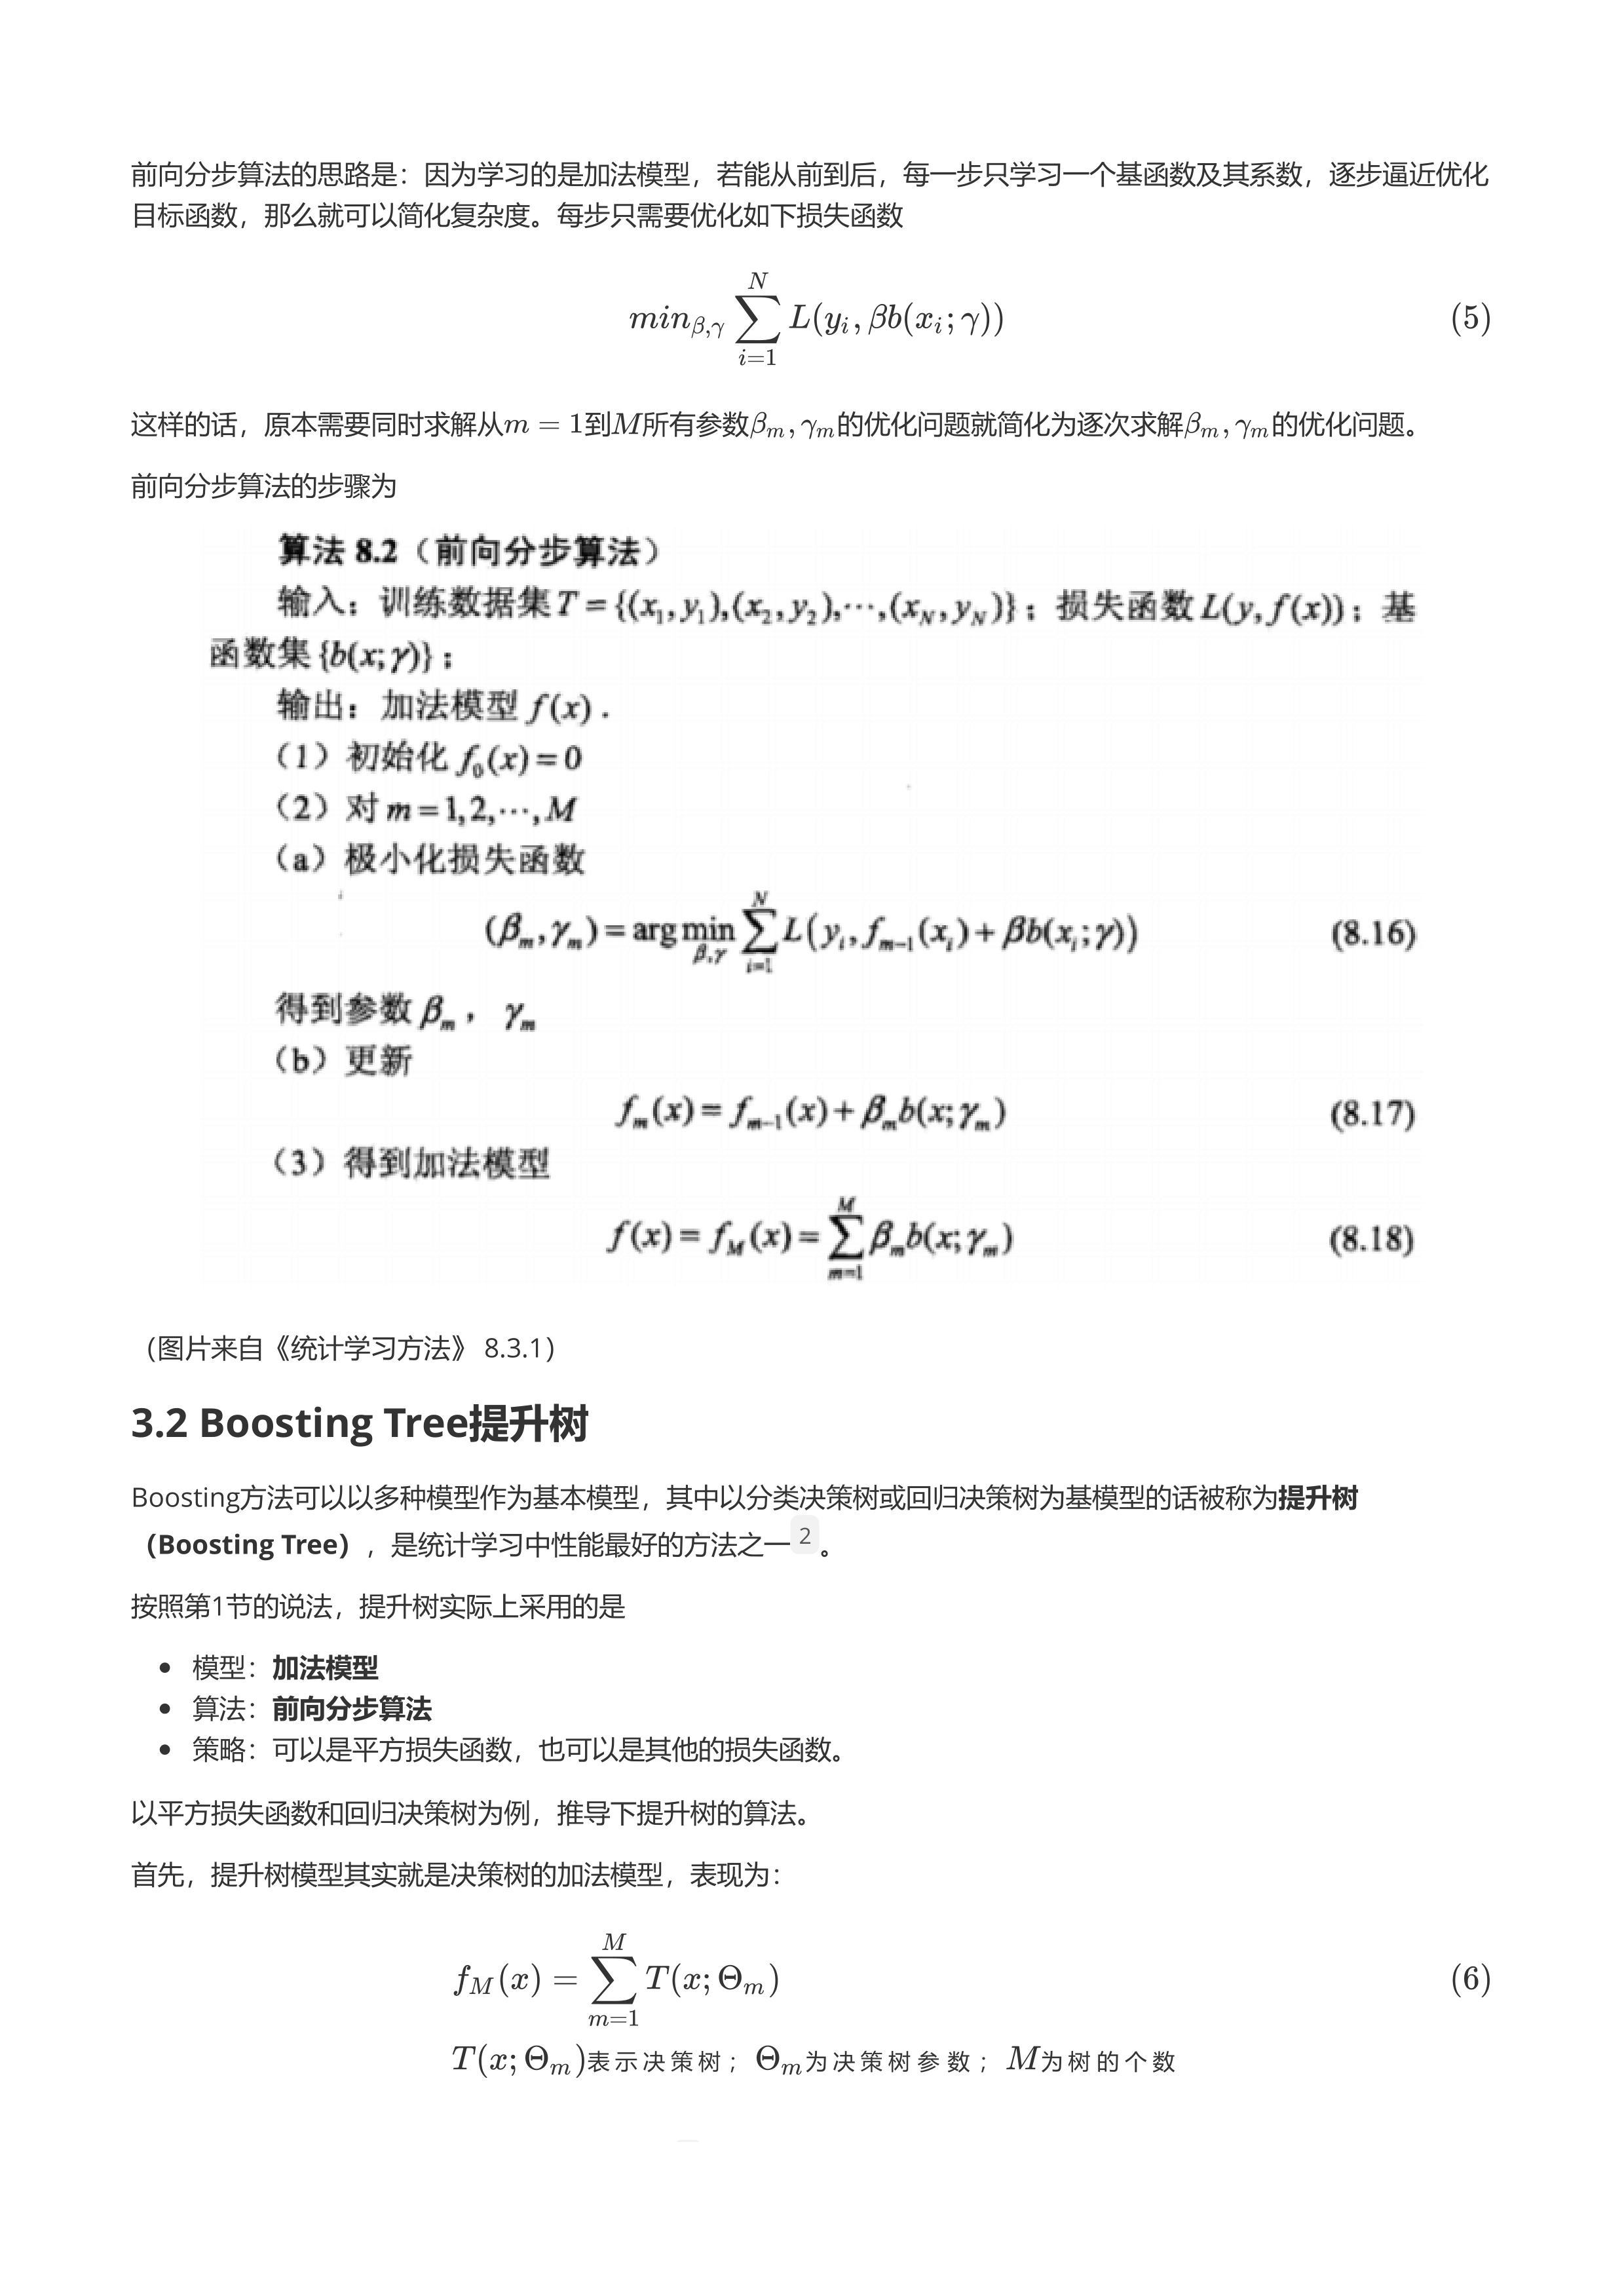 前向分步算法的思路是：因为学习的是加法模型，若能从前到后，每一步只学习一个基函数及其系数，逐步逼近优化
目标函数，那么就可以简化复杂度。每步只需要优化如下损失函数
$min_{\beta,\gamma} \sum_{i=1}^{N} L(y_i, \beta b(x_i; \gamma))$ (5)
这样的话，原本需要同时求解从$m = 1$到$M$所有参数$\beta_m, \gamma_m$的优化问题就简化为逐次求解$\beta_m, \gamma_m$的优化问题。
前向分步算法的步骤为
算法 8.2（前向分步算法）
输入：训练数据集 $T = \{(x_1, y_1), (x_2, y_2), \cdots, (x_N, y_N)\}$；损失函数 $L(y, f(x))$；基
函数集 $\{b(x; \gamma)\}$；
输出：加法模型 $f(x)$．
（1）初始化 $f_0(x) = 0$
（2）对 $m = 1, 2, \cdots, M$
（a）极小化损失函数
$(\beta_m, \gamma_m) = \arg\min_{\beta,\gamma} \sum_{i=1}^{N} L(y_i, f_{m-1}(x_i) + \beta b(x_i; \gamma))$ (8.16)
得到参数 $\beta_m$，$\gamma_m$
（b）更新
$f_m(x) = f_{m-1}(x) + \beta_m b(x; \gamma_m)$ (8.17)
（3）得到加法模型
$f(x) = f_M(x) = \sum_{m=1}^{M} \beta_m b(x; \gamma_m)$ (8.18)
（图片来自《统计学习方法》 8.3.1）
3.2 Boosting Tree提升树
Boosting方法可以以多种模型作为基本模型，其中以分类决策树或回归决策树为基模型的话被称为提升树
（Boosting Tree），是统计学习中性能最好的方法之一2。
按照第1节的说法，提升树实际上采用的是
• 模型：加法模型
• 算法：前向分步算法
• 策略：可以是平方损失函数，也可以是其他的损失函数。
以平方损失函数和回归决策树为例，推导下提升树的算法。
首先，提升树模型其实就是决策树的加法模型，表现为：
$f_M(x) = \sum_{m=1}^{M} T(x; \Theta_m)$ (6)
$T(x; \Theta_m)$表示决策树；$\Theta_m$为决策树参数；$M$为树的个数